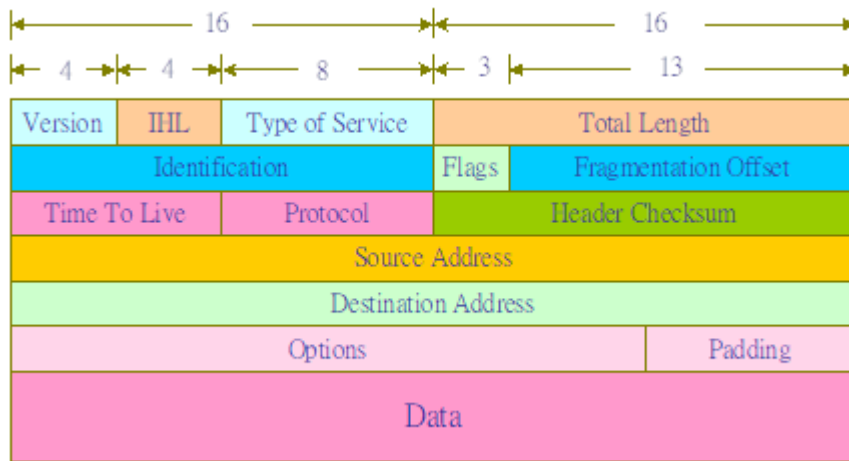 16 16
4 4 8 3 13
Version IHL Type of Service Total Length
Identification Flags Fragmentation Offset
Time To Live Protocol Header Checksum
Source Address
Destination Address
Options Padding
Data